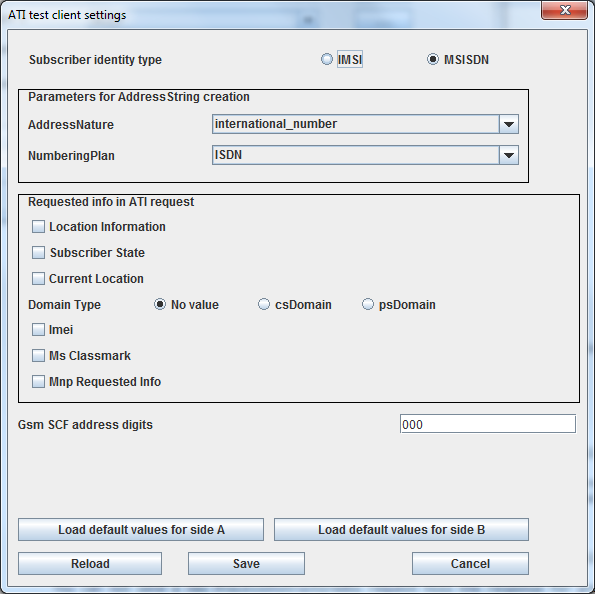 ATI test client settings
Subscriber identity type IMSI MSISDN
Parameters for AddressString creation
AddressNature international_number
NumberingPlan ISDN
Requested info in ATI request
Location Information
Subscriber State
Current Location
Domain Type No value csDomain psDomain
Imei
Ms Classmark
Mnp Requested Info
Gsm SCF address digits 000
Load default values for side A Load default values for side B
Reload Save Cancel